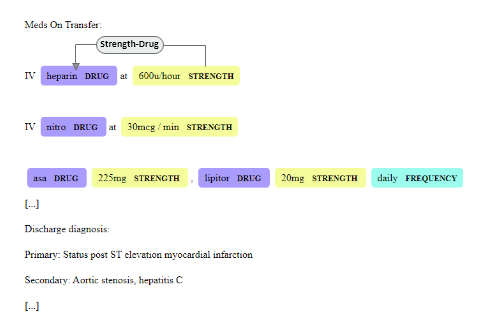 Meds On Transfer:
Strength-Drug
IV heparin DRUG at 600u/hour STRENGTH
IV nitro DRUG at 30mcg / min STRENGTH
asa DRUG 225mg STRENGTH , lipitor DRUG 20mg STRENGTH daily FREQUENCY
[...]
Discharge diagnosis:
Primary: Status post ST elevation myocardial infarction
Secondary: Aortic stenosis, hepatitis C
[...]